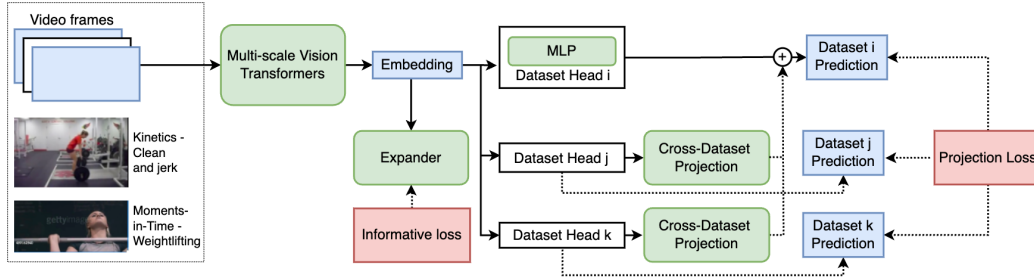 Video frames
Kinetics -
Clean
and jerk
Moments-
in-Time -
Weightlifting
Multi-scale Vision
Transformers
Embedding
Expander
Informative loss
MLP
Dataset Head i
Dataset Head j
Dataset Head k
Cross-Dataset
Projection
Cross-Dataset
Projection
+
Dataset i
Prediction
Dataset j
Prediction
Dataset k
Prediction
Projection Loss